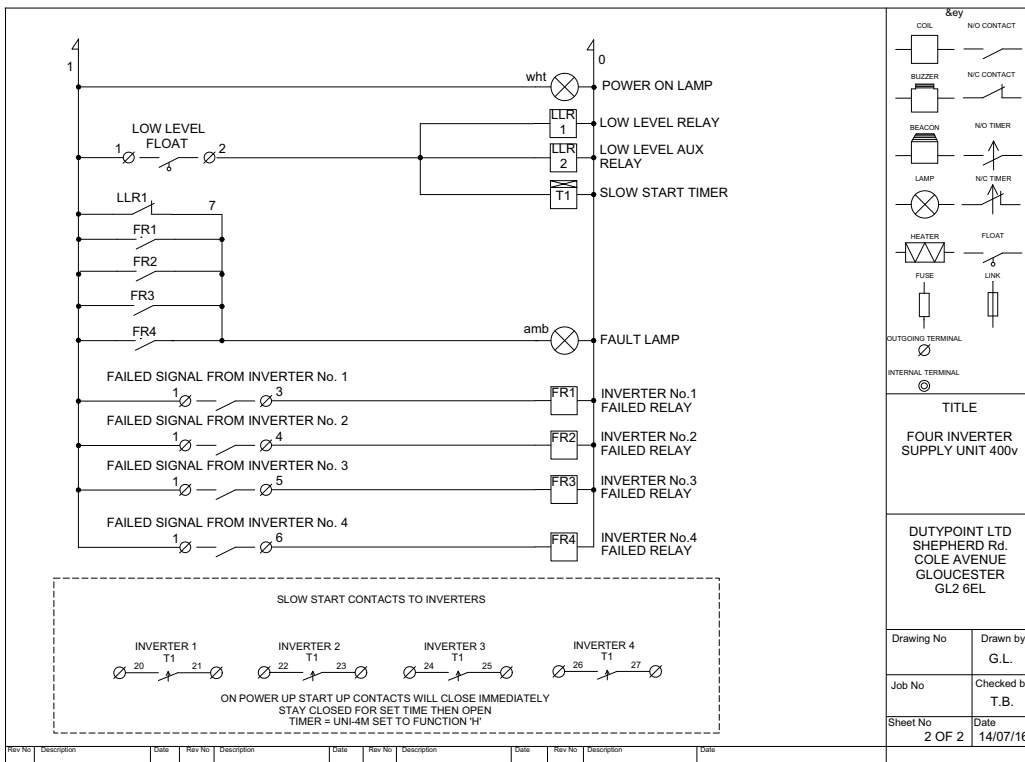 1
0
wht
POWER ON LAMP
LLR
1
LOW LEVEL RELAY
LOW LEVEL
FLOAT
1
2
LLR
2
LOW LEVEL AUX
RELAY
T1
SLOW START TIMER
LLR1
7
FR1
FR2
FR3
FR4
amb
FAULT LAMP
FAILED SIGNAL FROM INVERTER No. 1
1
3
FR1
INVERTER No.1
FAILED RELAY
FAILED SIGNAL FROM INVERTER No. 2
1
4
FR2
INVERTER No.2
FAILED RELAY
FAILED SIGNAL FROM INVERTER No. 3
1
5
FR3
INVERTER No.3
FAILED RELAY
FAILED SIGNAL FROM INVERTER No. 4
1
6
FR4
INVERTER No.4
FAILED RELAY
SLOW START CONTACTS TO INVERTERS
INVERTER 1
T1
20 21
INVERTER 2
T1
22 23
INVERTER 3
T1
24 25
INVERTER 4
T1
26 27
ON POWER UP START UP CONTACTS WILL CLOSE IMMEDIATELY
STAY CLOSED FOR SET TIME THEN OPEN
TIMER = UNI-4M SET TO FUNCTION 'H'
&ey
COIL
N/O CONTACT
BUZZER
N/C CONTACT
BEACON
N/O TIMER
LAMP
N/C TIMER
HEATER
FLOAT
FUSE
LINK
OUTGOING TERMINAL
INTERNAL TERMINAL
TITLE
FOUR INVERTER
SUPPLY UNIT 400v
DUTYPOINT LTD
SHEPHERD Rd.
COLE AVENUE
GLOUCESTER
GL2 6EL
Drawing No
Drawn by
G.L.
Job No
Checked b
T.B.
Sheet No
2 OF 2
Date
14/07/16
Rev No Description Date Rev No Description Date Rev No Description Date Rev No Description Date